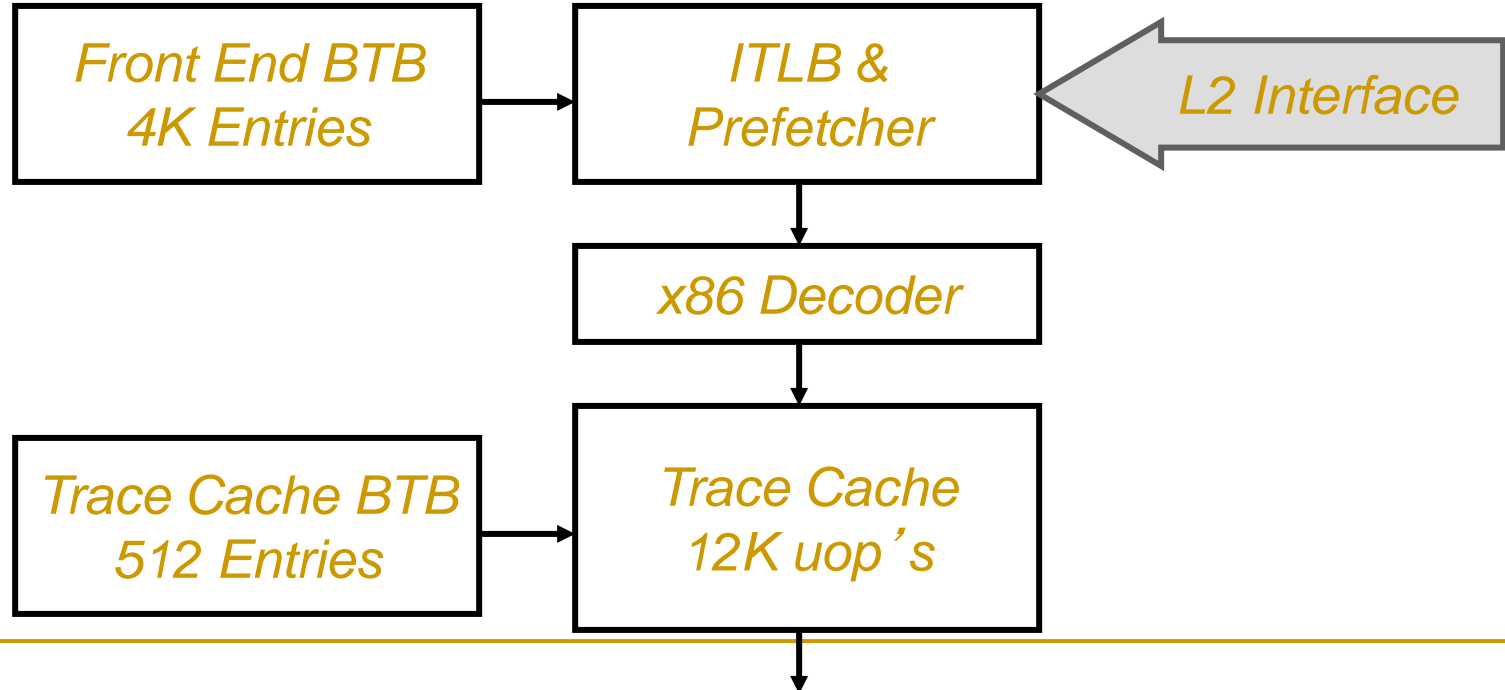 Front End BTB
4K Entries
ITLB &
Prefetcher
L2 Interface
x86 Decoder
Trace Cache BTB
512 Entries
Trace Cache
12K uop’s